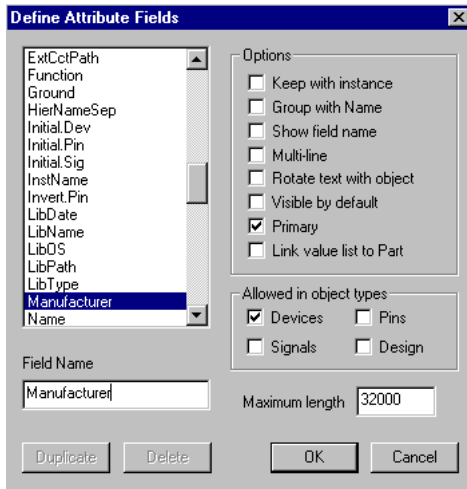 Define Attribute Fields
ExtCctPath
Function
Ground
HierNameSep
Initial.Dev
Initial.Pin
Initial.Sig
InstName
Invert.Pin
LibDate
LibName
LibOS
LibPath
LibType
Manufacturer
Name
Field Name
Manufacturer
Duplicate Delete
Options
Keep with instance
Group with Name
Show field name
Multi-line
Rotate text with object
Visible by default
Primary
Link value list to Part
Allowed in object types
Devices Pins
Signals Design
Maximum length 32000
OK Cancel